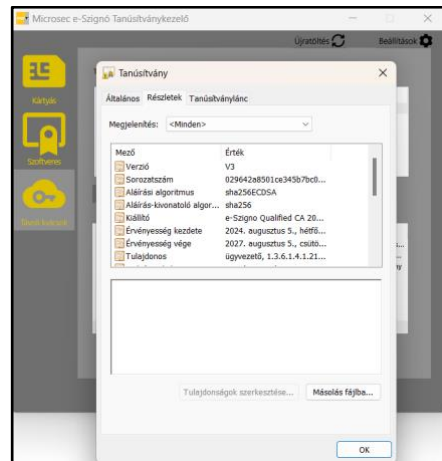 Microsec e-Szignó Tanúsítványkezelő
Újratöltés Beállítások
Kártyás
Szoftveres
Tanúsítvány
Általános Részletek Tanúsítványlánc
Megjelenítés: <Minden>
Mező Érték
Verzió V3
Sorozatszám 029642a8501ce345b7bc0...
Aláírási algoritmus sha256ECDSA
Aláírás-kivonatoló algor... sha256
Kiállító e-Szigno Qualified CA 20...
Érvényesség kezdete 2024. augusztus 5., hétfő...
Érvényesség vége 2027. augusztus 5., csütö...
Tulajdonos ügyvezető, 1.3.6.1.4.1.21...
Tulajdonságok szerkesztése... Másolás fájlba...
OK